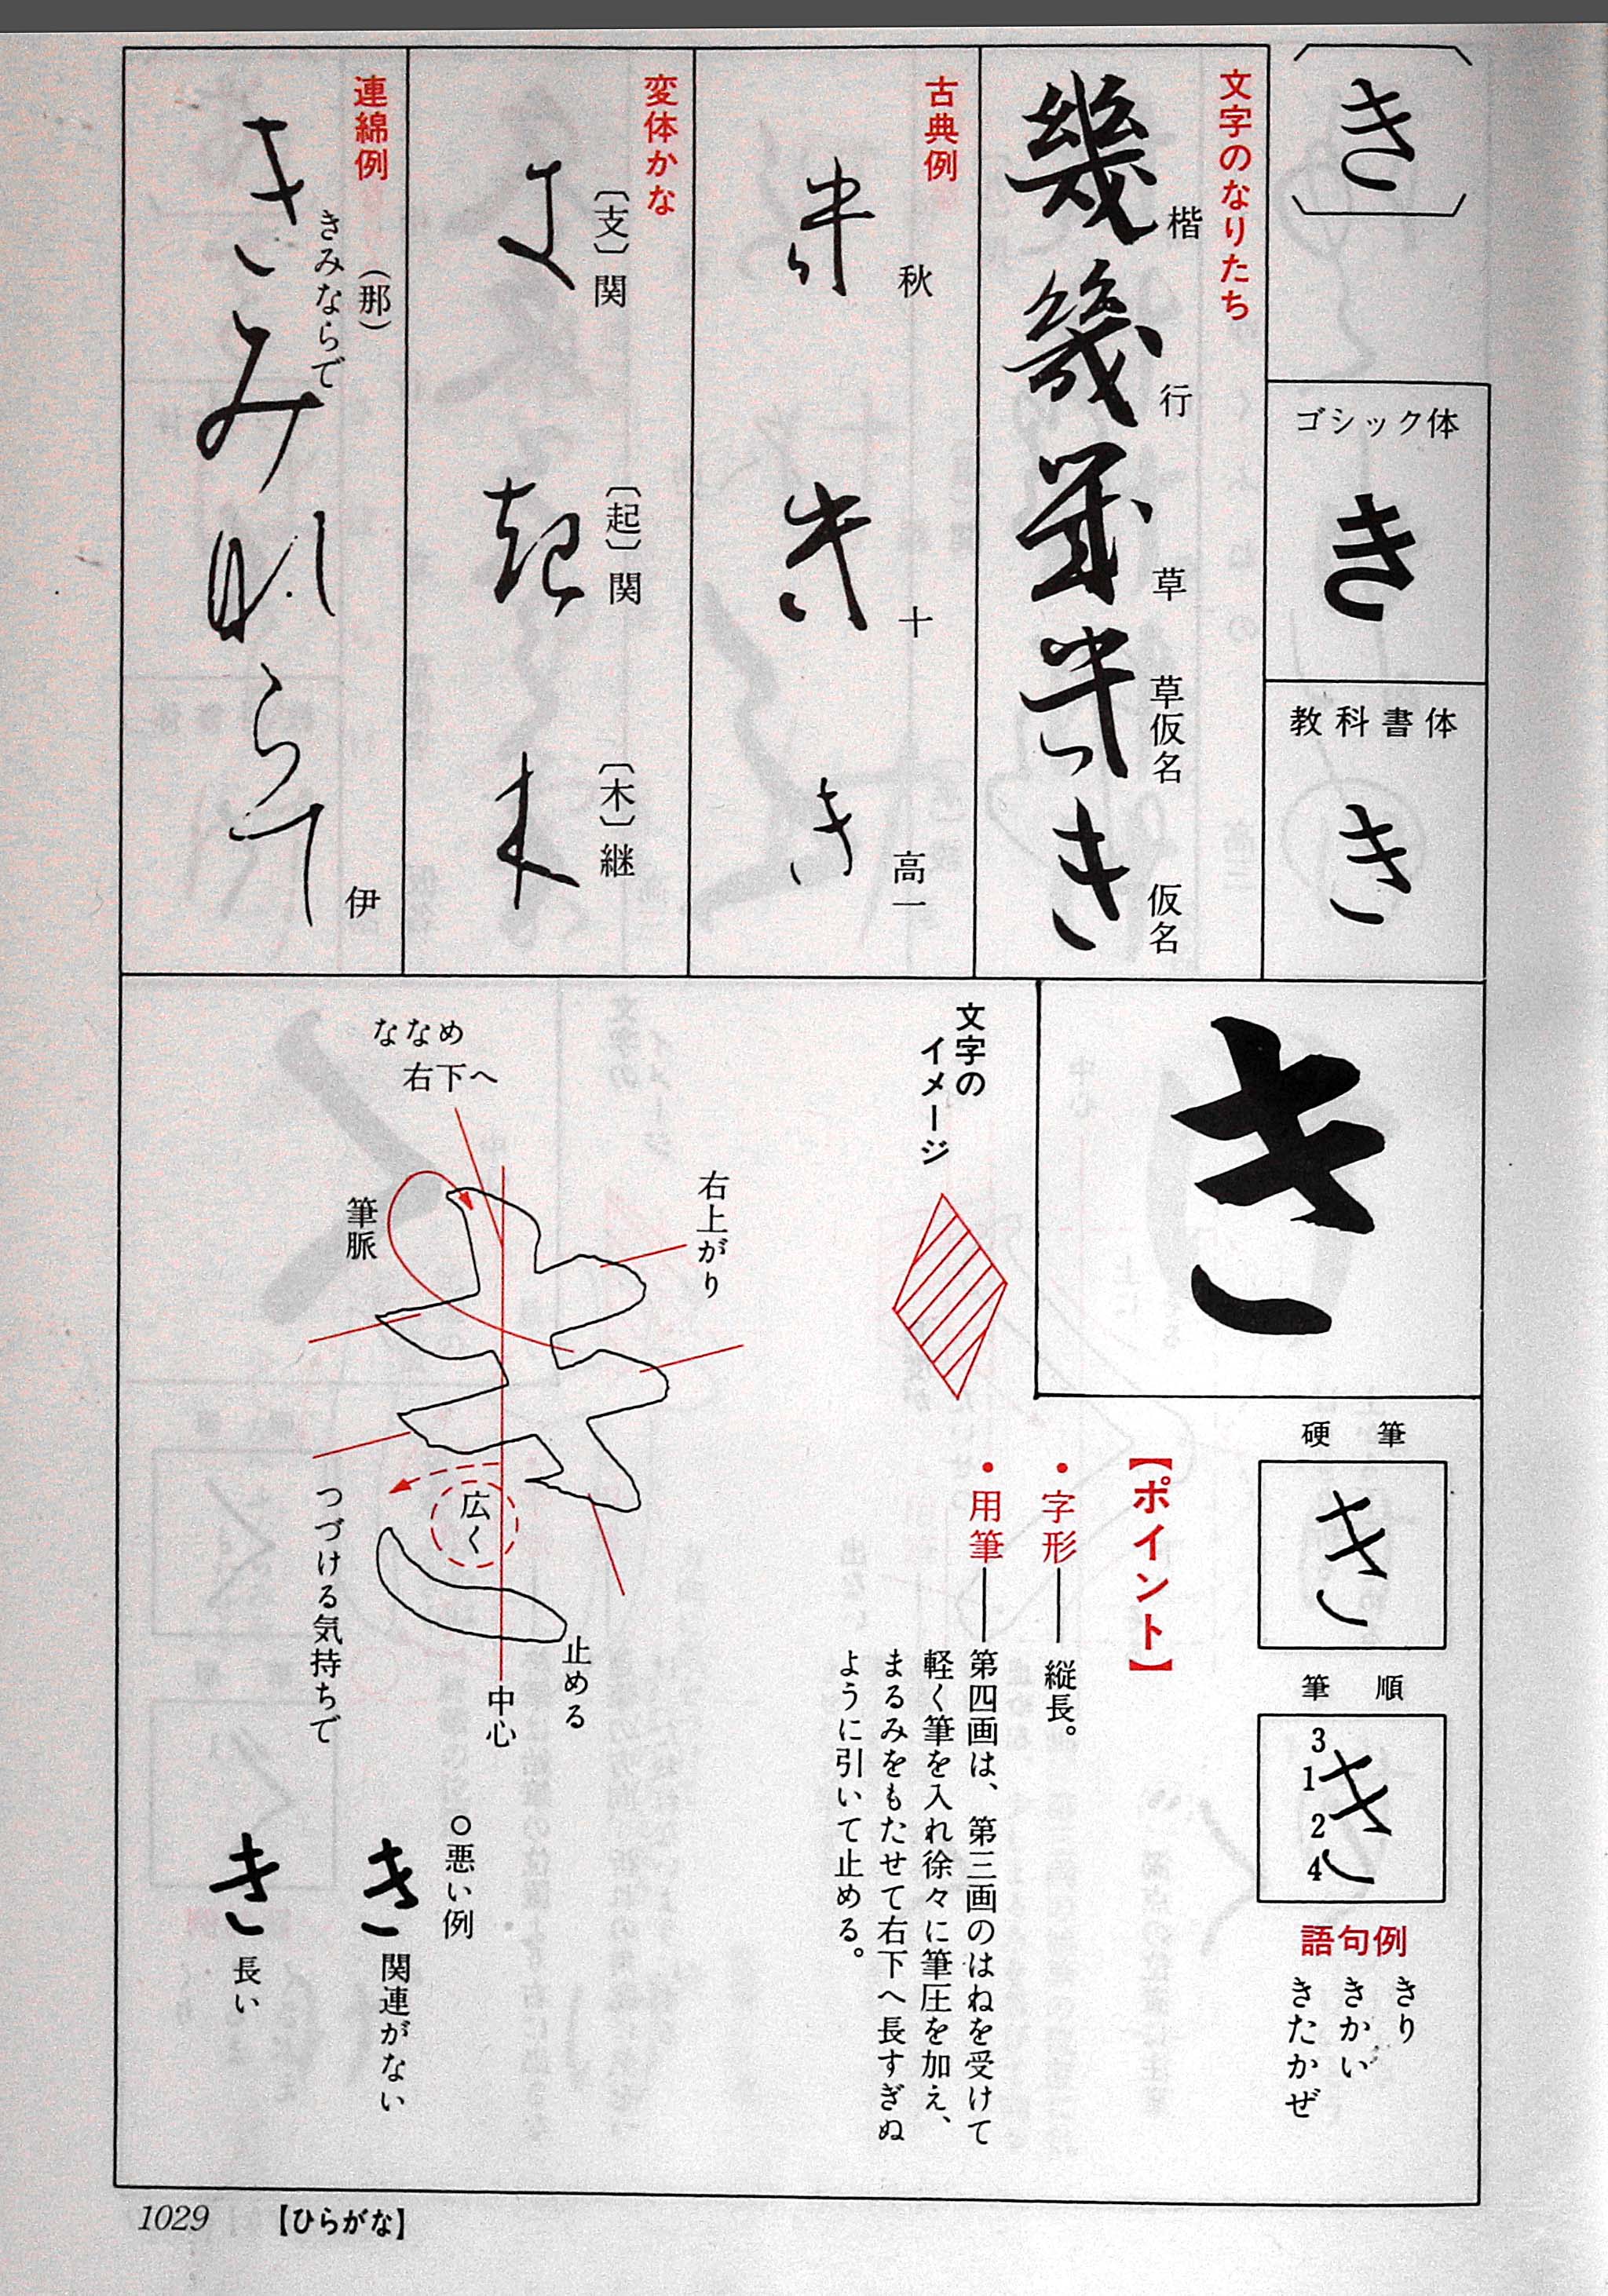 き
ゴシック体
き
教科書体
き
文字のなりたち
幾 楷
幾 行
幾 草
き 草仮名
き 仮名
古典例
秋
き 十
き 高一
変体かな
〔支〕関
〔起〕関
〔木〕継
連綿例
(那)
きみならで
きみならて
伊
き
硬筆
き
筆順
3
1
2
4
き
語句例
きり
きかい
きたかぜ
【ポイント】
・字形――縦長。
・用筆――第四画は、第三画のはねを受けて
軽く筆を入れ徐々に筆圧を加え、
まるみをもたせて右下へ長すぎぬ
ように引いて止める。
文字の
イメージ
右上がり
ななめ
右下へ
筆脈
広く
止める
中心
つづける気持ちで
○悪い例
き 関連がない
き 長い
1029 【ひらがな】